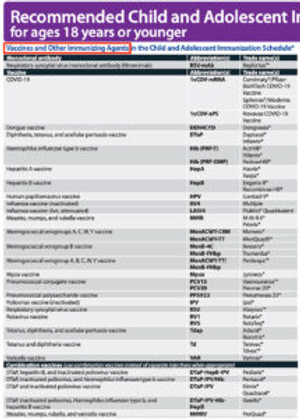 Recommended Child and Adolescent I
for ages 18 years or younger
Vaccines and Other Immunizing Agents in the Child and Adolescent Immunization Schedule*
Monoclonal antibody Abbreviation(s) Trade name(s)
Respiratory syncytial virus monoclonal antibody (Nirsevimab) RSV-mAb Beyfortus™
Vaccine Abbreviation(s) Trade name(s)
COVID-19 1vCOV-mRNA Comirnaty®/Pfizer-
BioNTech COVID-19
Vaccine
Spikevax®/Moderna
COVID-19 Vaccine
1vCOV-aPS Novavax COVID-19
Vaccine
Dengue vaccine DEN4CYD Dengvaxia®
Diphtheria, tetanus, and acellular pertussis vaccine DTaP Daptacel®
Infanrix®
Haemophilus influenzae type b vaccine Hib (PRP-T) ActHIB®
Hiberix®
Hib (PRP-OMP) PedvaxHIB®
Hepatitis A vaccine HepA Havrix®
Vaqta®
Hepatitis B vaccine HepB Engerix-B®
Recombivax HB®
Human papillomavirus vaccine HPV Gardasil 9®
Influenza vaccine (inactivated) IIV4 Multiple
Influenza vaccine (live, attenuated) LAIV4 FluMist® Quadrivalent
Measles, mumps, and rubella vaccine MMR M-M-R II®
Priorix®
Meningococcal serogroups A, C, W, Y vaccine MenACWY-CRM Menveo®
MenACWY-TT MenQuadfi®
Meningococcal serogroup B vaccine MenB-4C Bexsero®
MenB-FHbp Trumenba®
Meningococcal serogroup A, B, C, W, Y vaccine MenACWY-TT/ Penbraya™
MenB-FHbp
Mpox vaccine Mpox Jynneos®
Pneumococcal conjugate vaccine PCV15 Vaxneuvance™
PCV20 Prevnar 20®
Pneumococcal polysaccharide vaccine PPSV23 Pneumovax 23®
Poliovirus vaccine (inactivated) IPV Ipol®
Respiratory syncytial virus vaccine RSV Abrysvo™
Rotavirus vaccine RV1 Rotarix®
RV5 RotaTeq®
Tetanus, diphtheria, and acellular pertussis vaccine Tdap Adacel®
Boostrix®
Tetanus and diphtheria vaccine Td Tenivac®
Tdvax™
Varicella vaccine VAR Varivax®
Combination vaccines (use combination vaccines instead of separate injections when appropriate)
DTaP, hepatitis B, and inactivated poliovirus vaccine DTaP-HepB-IPV Pediarix®
DTaP, inactivated poliovirus, and Haemophilus influenzae type b vaccine DTaP-IPV/Hib Pentacel®
DTaP and inactivated poliovirus vaccine DTaP-IPV Kinrix®
Quadracel®
DTaP, inactivated poliovirus, Haemophilus influenzae type b, and DTaP-IPV-Hib- Vaxelis®
hepatitis B vaccine HepB
Measles, mumps, rubella, and varicella vaccine MMRV ProQuad®